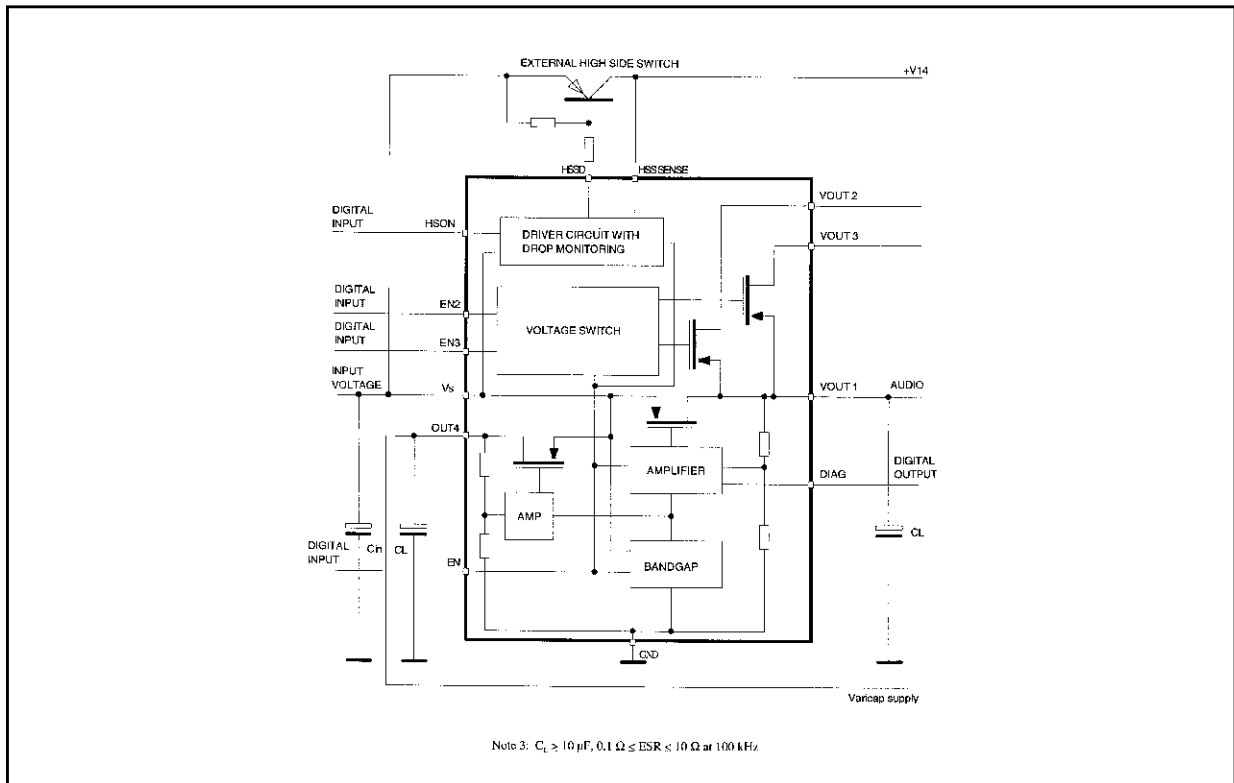 EXTERNAL HIGH SIDE SWITCH
+V14
HSSD
HSSSENSE
VOUT 2
DIGITAL
INPUT
HSON
DRIVER CIRCUIT WITH
DROP MONITORING
VOUT 3
DIGITAL
INPUT
EN2
VOLTAGE SWITCH
DIGITAL
INPUT
EN3
INPUT
VOLTAGE
Vs
VOUT 1
AUDIO
OUT4
AMPLIFIER
DIGITAL
OUTPUT
DIAG
AMP
Cin
CL
CL
DIGITAL
INPUT
EN
BANDGAP
GND
Varicap supply
Note 3: CL ≥ 10 µF, 0.1 Ω ≤ ESR ≤ 10 Ω at 100 kHz